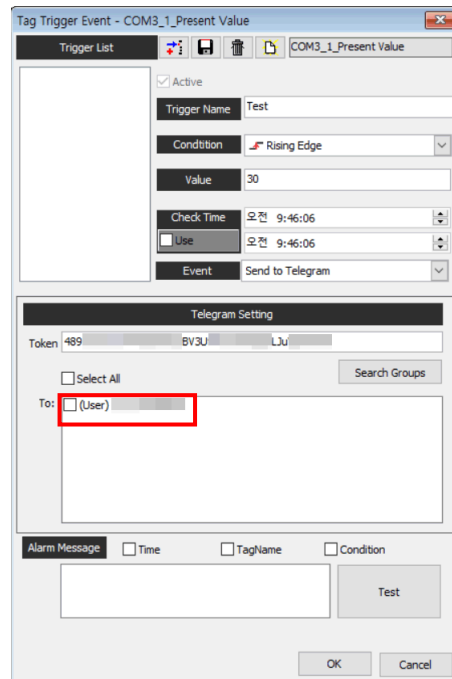 Tag Trigger Event - COM3_1_Present Value
Trigger List
COM3_1_Present Value
Active
Trigger Name Test
Condtition Rising Edge
Value 30
Check Time 오전 9:46:06
Use 오전 9:46:06
Event Send to Telegram
Telegram Setting
Token 489 BV3U LJu
Select All Search Groups
To: (User)
Alarm Message Time TagName Condition
Test
OK Cancel